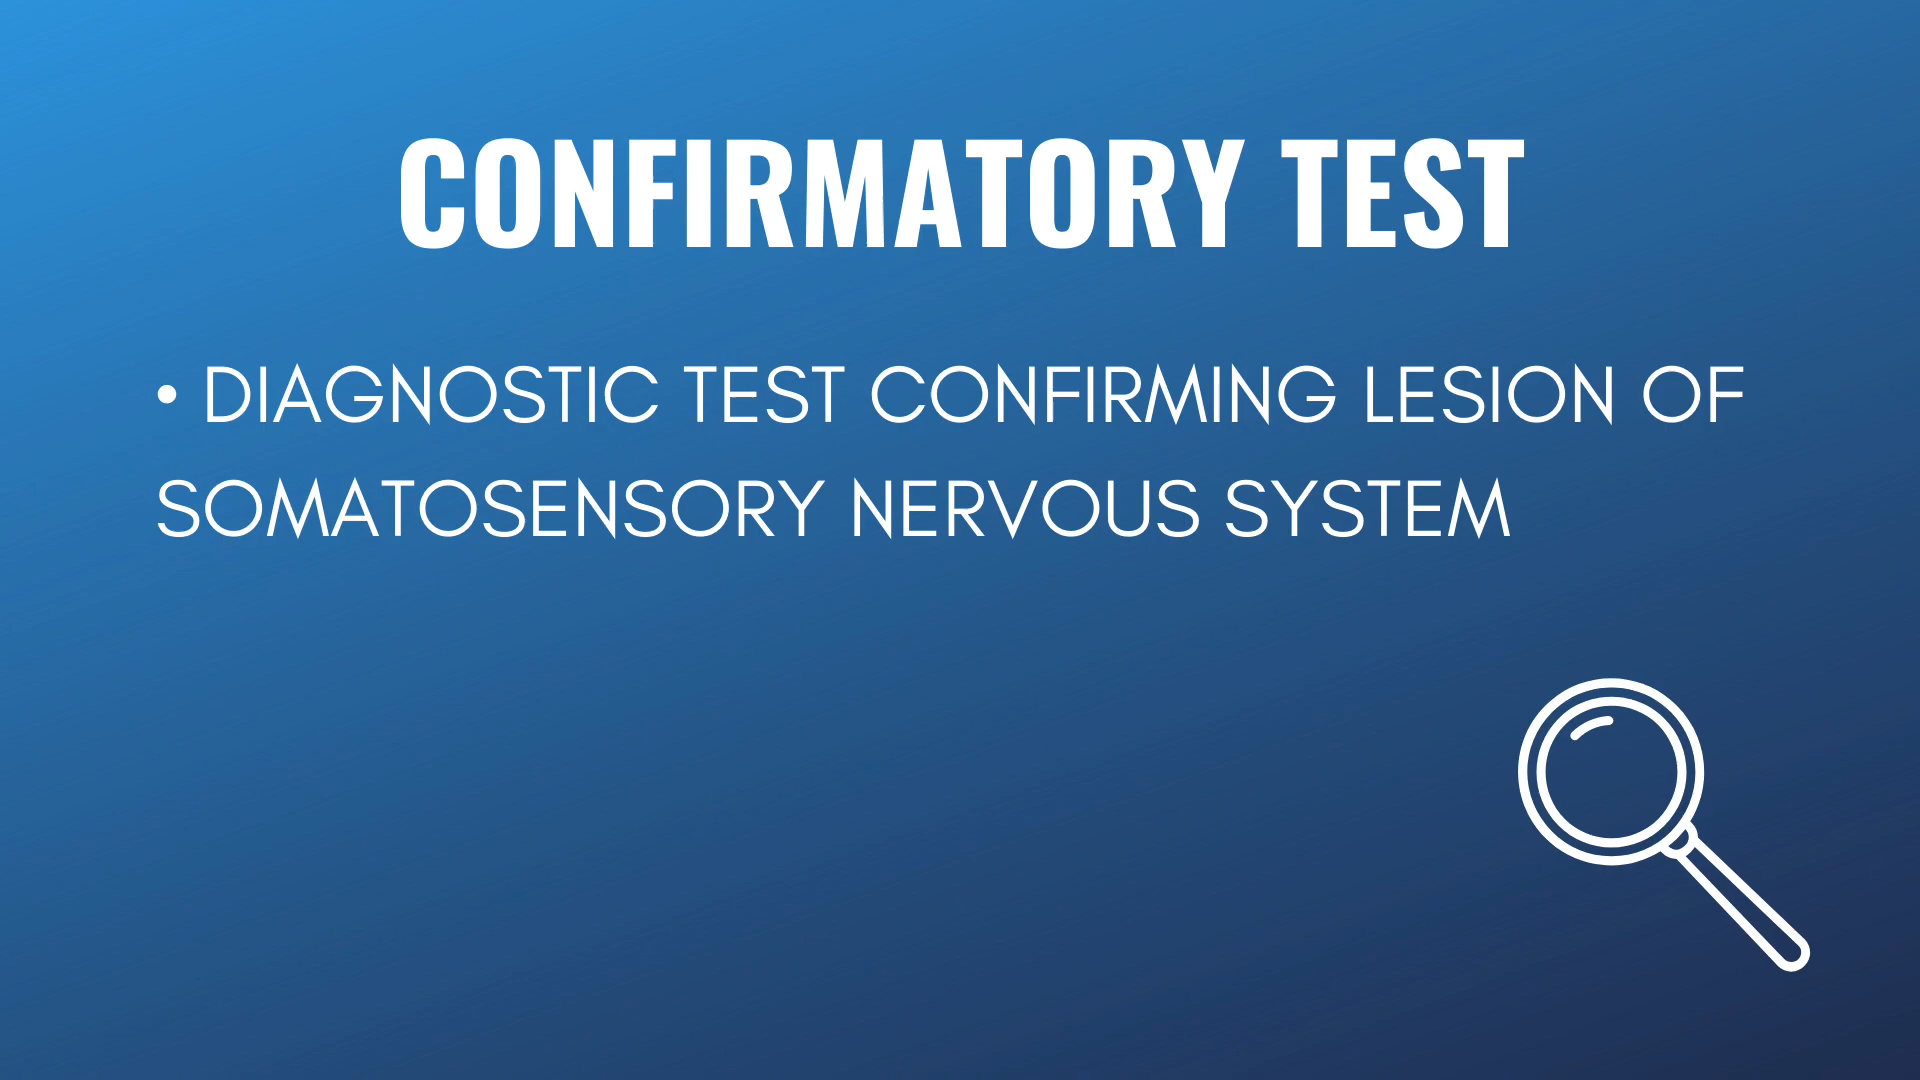 CONFIRMATORY TEST
• DIAGNOSTIC TEST CONFIRMING LESION OF
SOMATOSENSORY NERVOUS SYSTEM